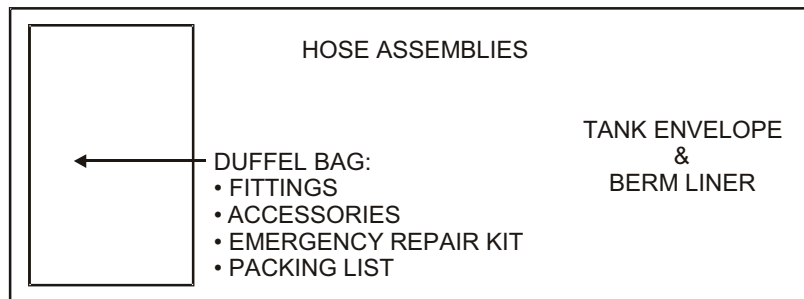 HOSE ASSEMBLIES
TANK ENVELOPE
&
BERM LINER
DUFFEL BAG:
• FITTINGS
• ACCESSORIES
• EMERGENCY REPAIR KIT
• PACKING LIST